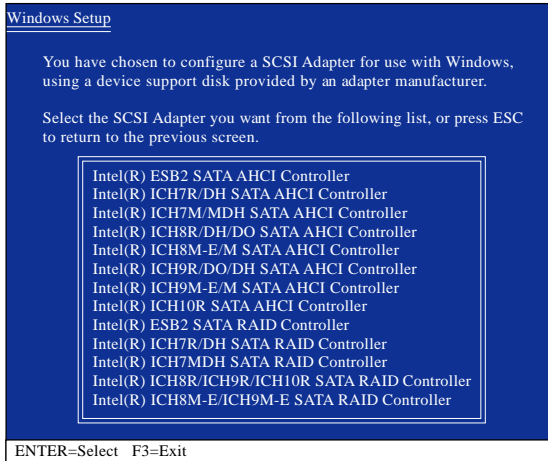 Windows Setup
You have chosen to configure a SCSI Adapter for use with Windows,
using a device support disk provided by an adapter manufacturer.
Select the SCSI Adapter you want from the following list, or press ESC
to return to the previous screen.
Intel(R) ESB2 SATA AHCI Controller
Intel(R) ICH7R/DH SATA AHCI Controller
Intel(R) ICH7M/MDH SATA AHCI Controller
Intel(R) ICH8R/DH/DO SATA AHCI Controller
Intel(R) ICH8M-E/M SATA AHCI Controller
Intel(R) ICH9R/DO/DH SATA AHCI Controller
Intel(R) ICH9M-E/M SATA AHCI Controller
Intel(R) ICH10R SATA AHCI Controller
Intel(R) ESB2 SATA RAID Controller
Intel(R) ICH7R/DH SATA RAID Controller
Intel(R) ICH7MDH SATA RAID Controller
Intel(R) ICH8R/ICH9R/ICH10R SATA RAID Controller
Intel(R) ICH8M-E/ICH9M-E SATA RAID Controller
ENTER=Select F3=Exit